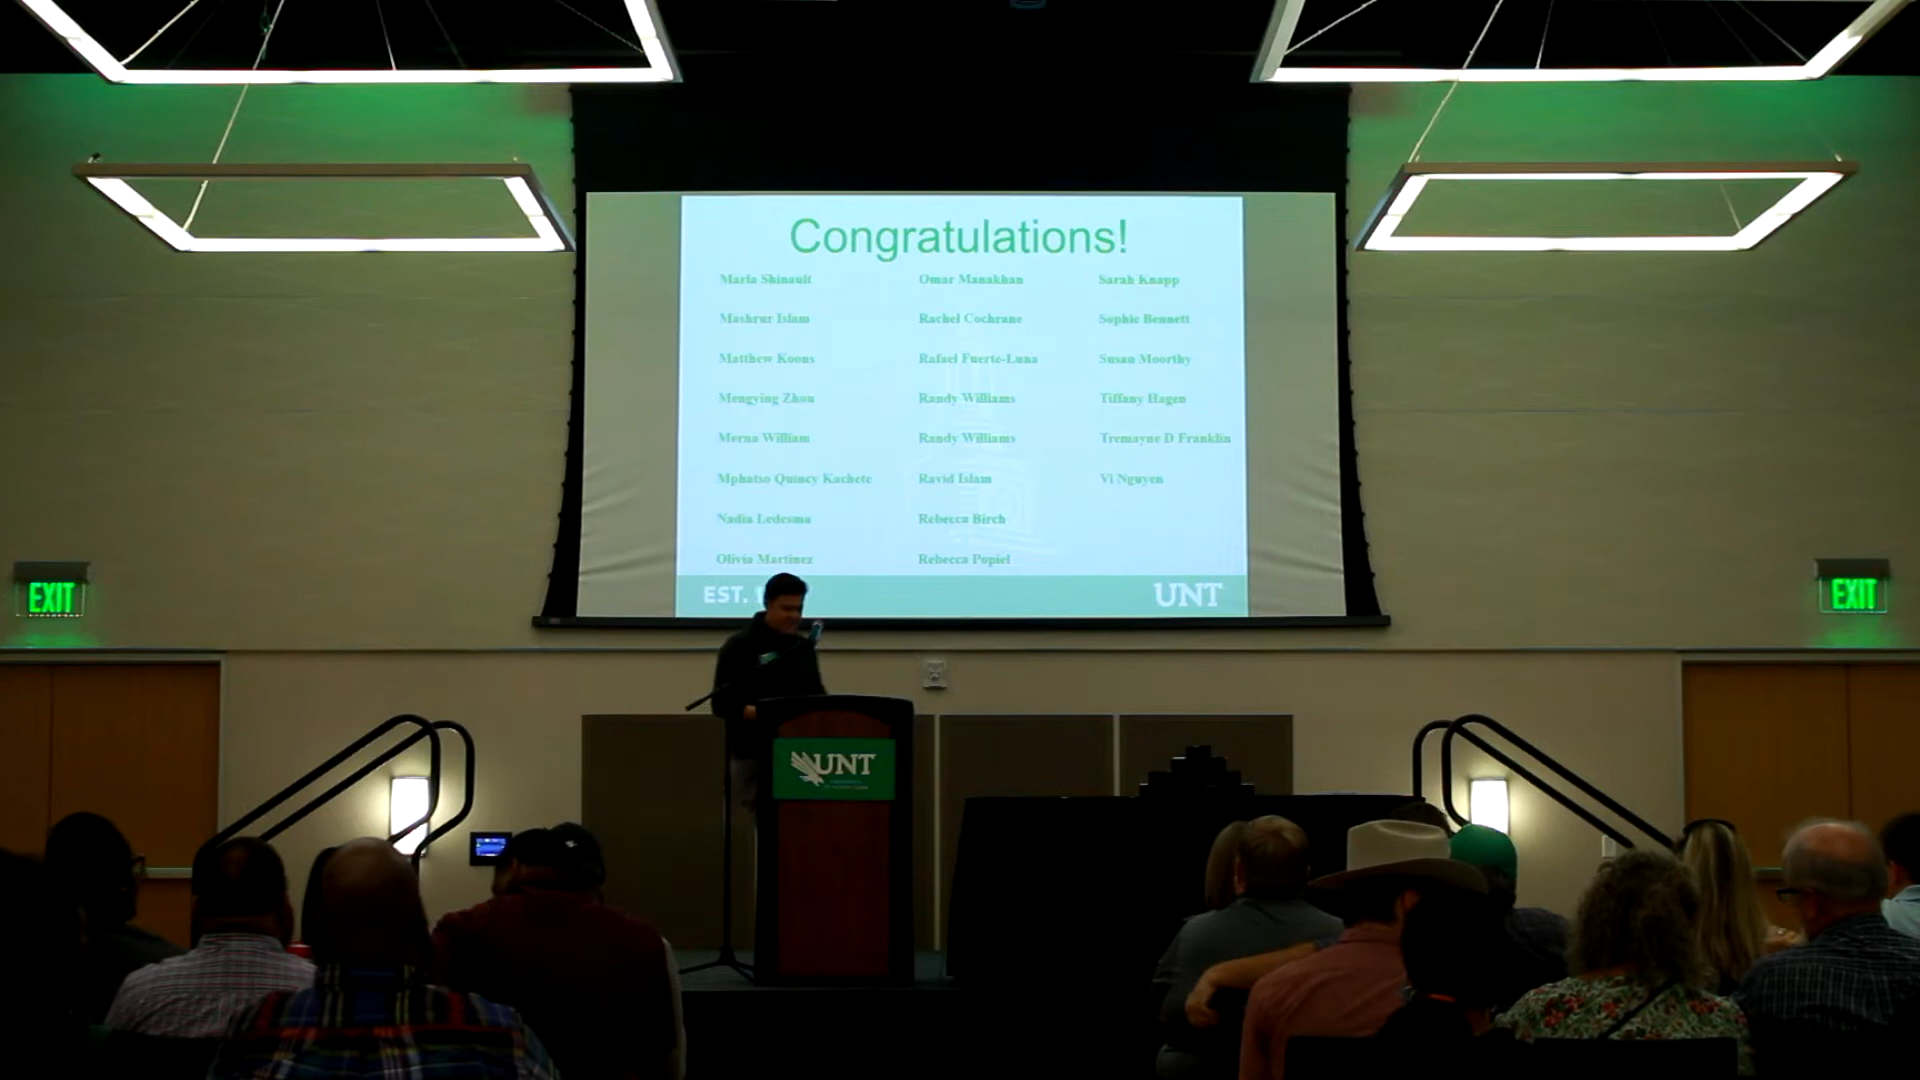 Congratulations!
Marla Shinault
Mashrur Islam
Matthew Koons
Mengying Zhou
Merna William
Mphatso Quincy Kachete
Nadia Ledesma
Olivia Martinez
Omar Manakhan
Rachel Cochrane
Rafael Fuerte-Luna
Randy Williams
Randy Williams
Ravid Islam
Rebecca Birch
Rebecca Popiel
Sarah Knapp
Sophie Bennett
Susan Moorthy
Tiffany Hagen
Tremayne D Franklin
Vi Nguyen
EST. 1
UNT
EXIT
EXIT
UNT